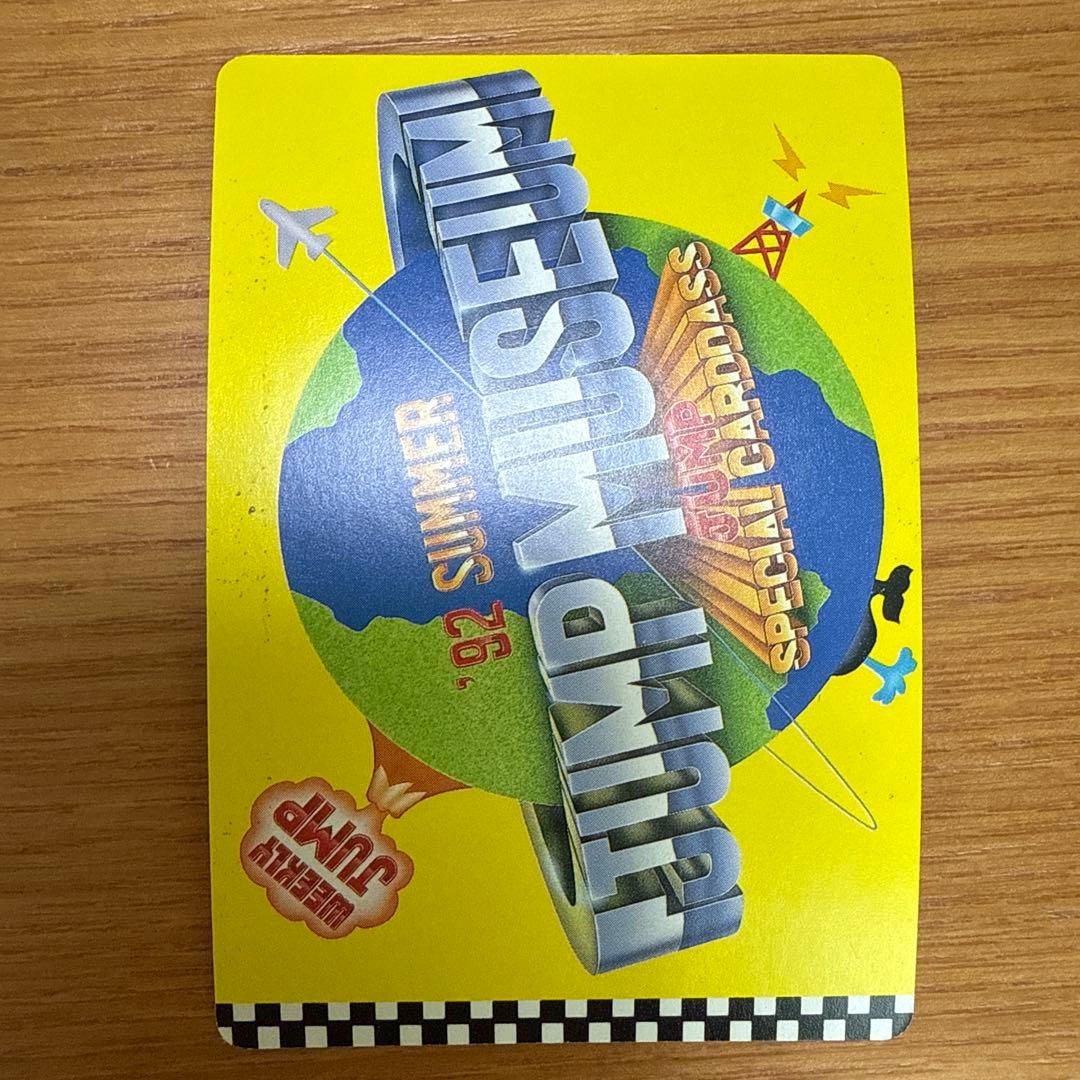 '92 SUMMER
JUMP MUSEUM
JUMP
SPECIAL CARDDASS
WEEKLY
JUMP